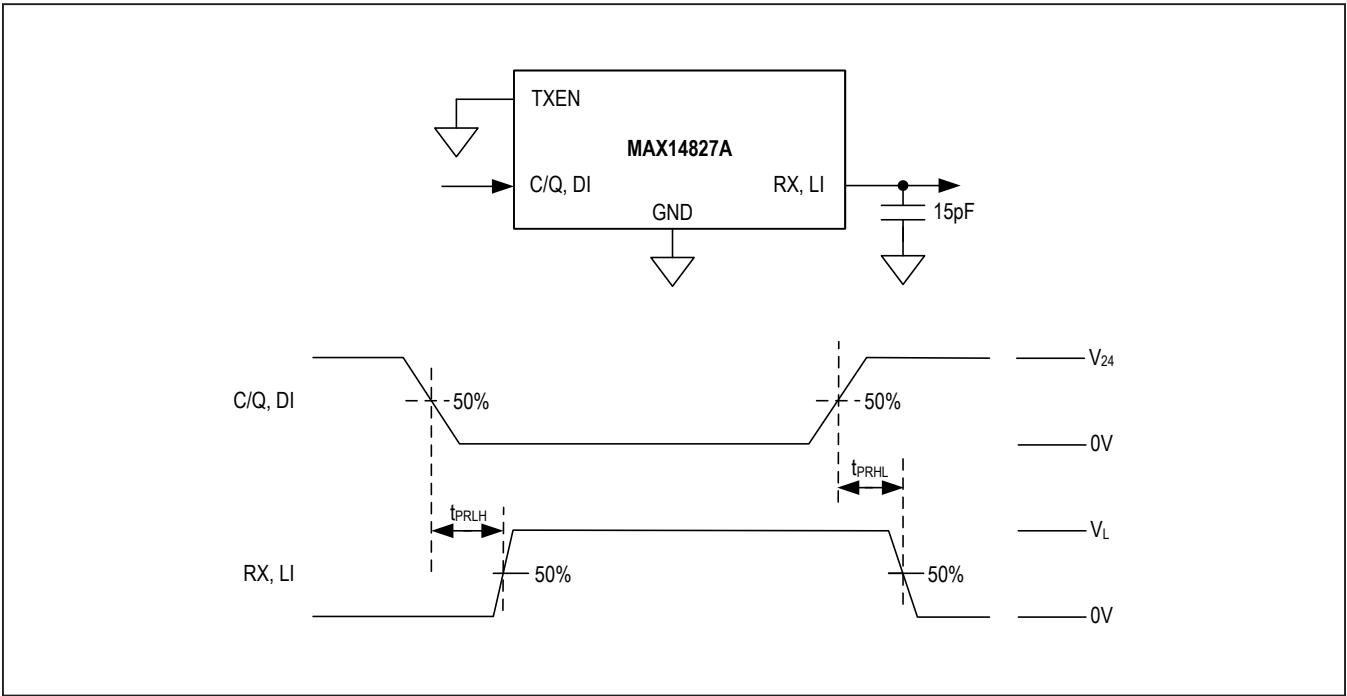 TXEN
MAX14827A
C/Q, DI
RX, LI
GND
15pF
V24
C/Q, DI
50%
50%
0V
tPRHL
tPRLH
VL
RX, LI
50%
50%
0V